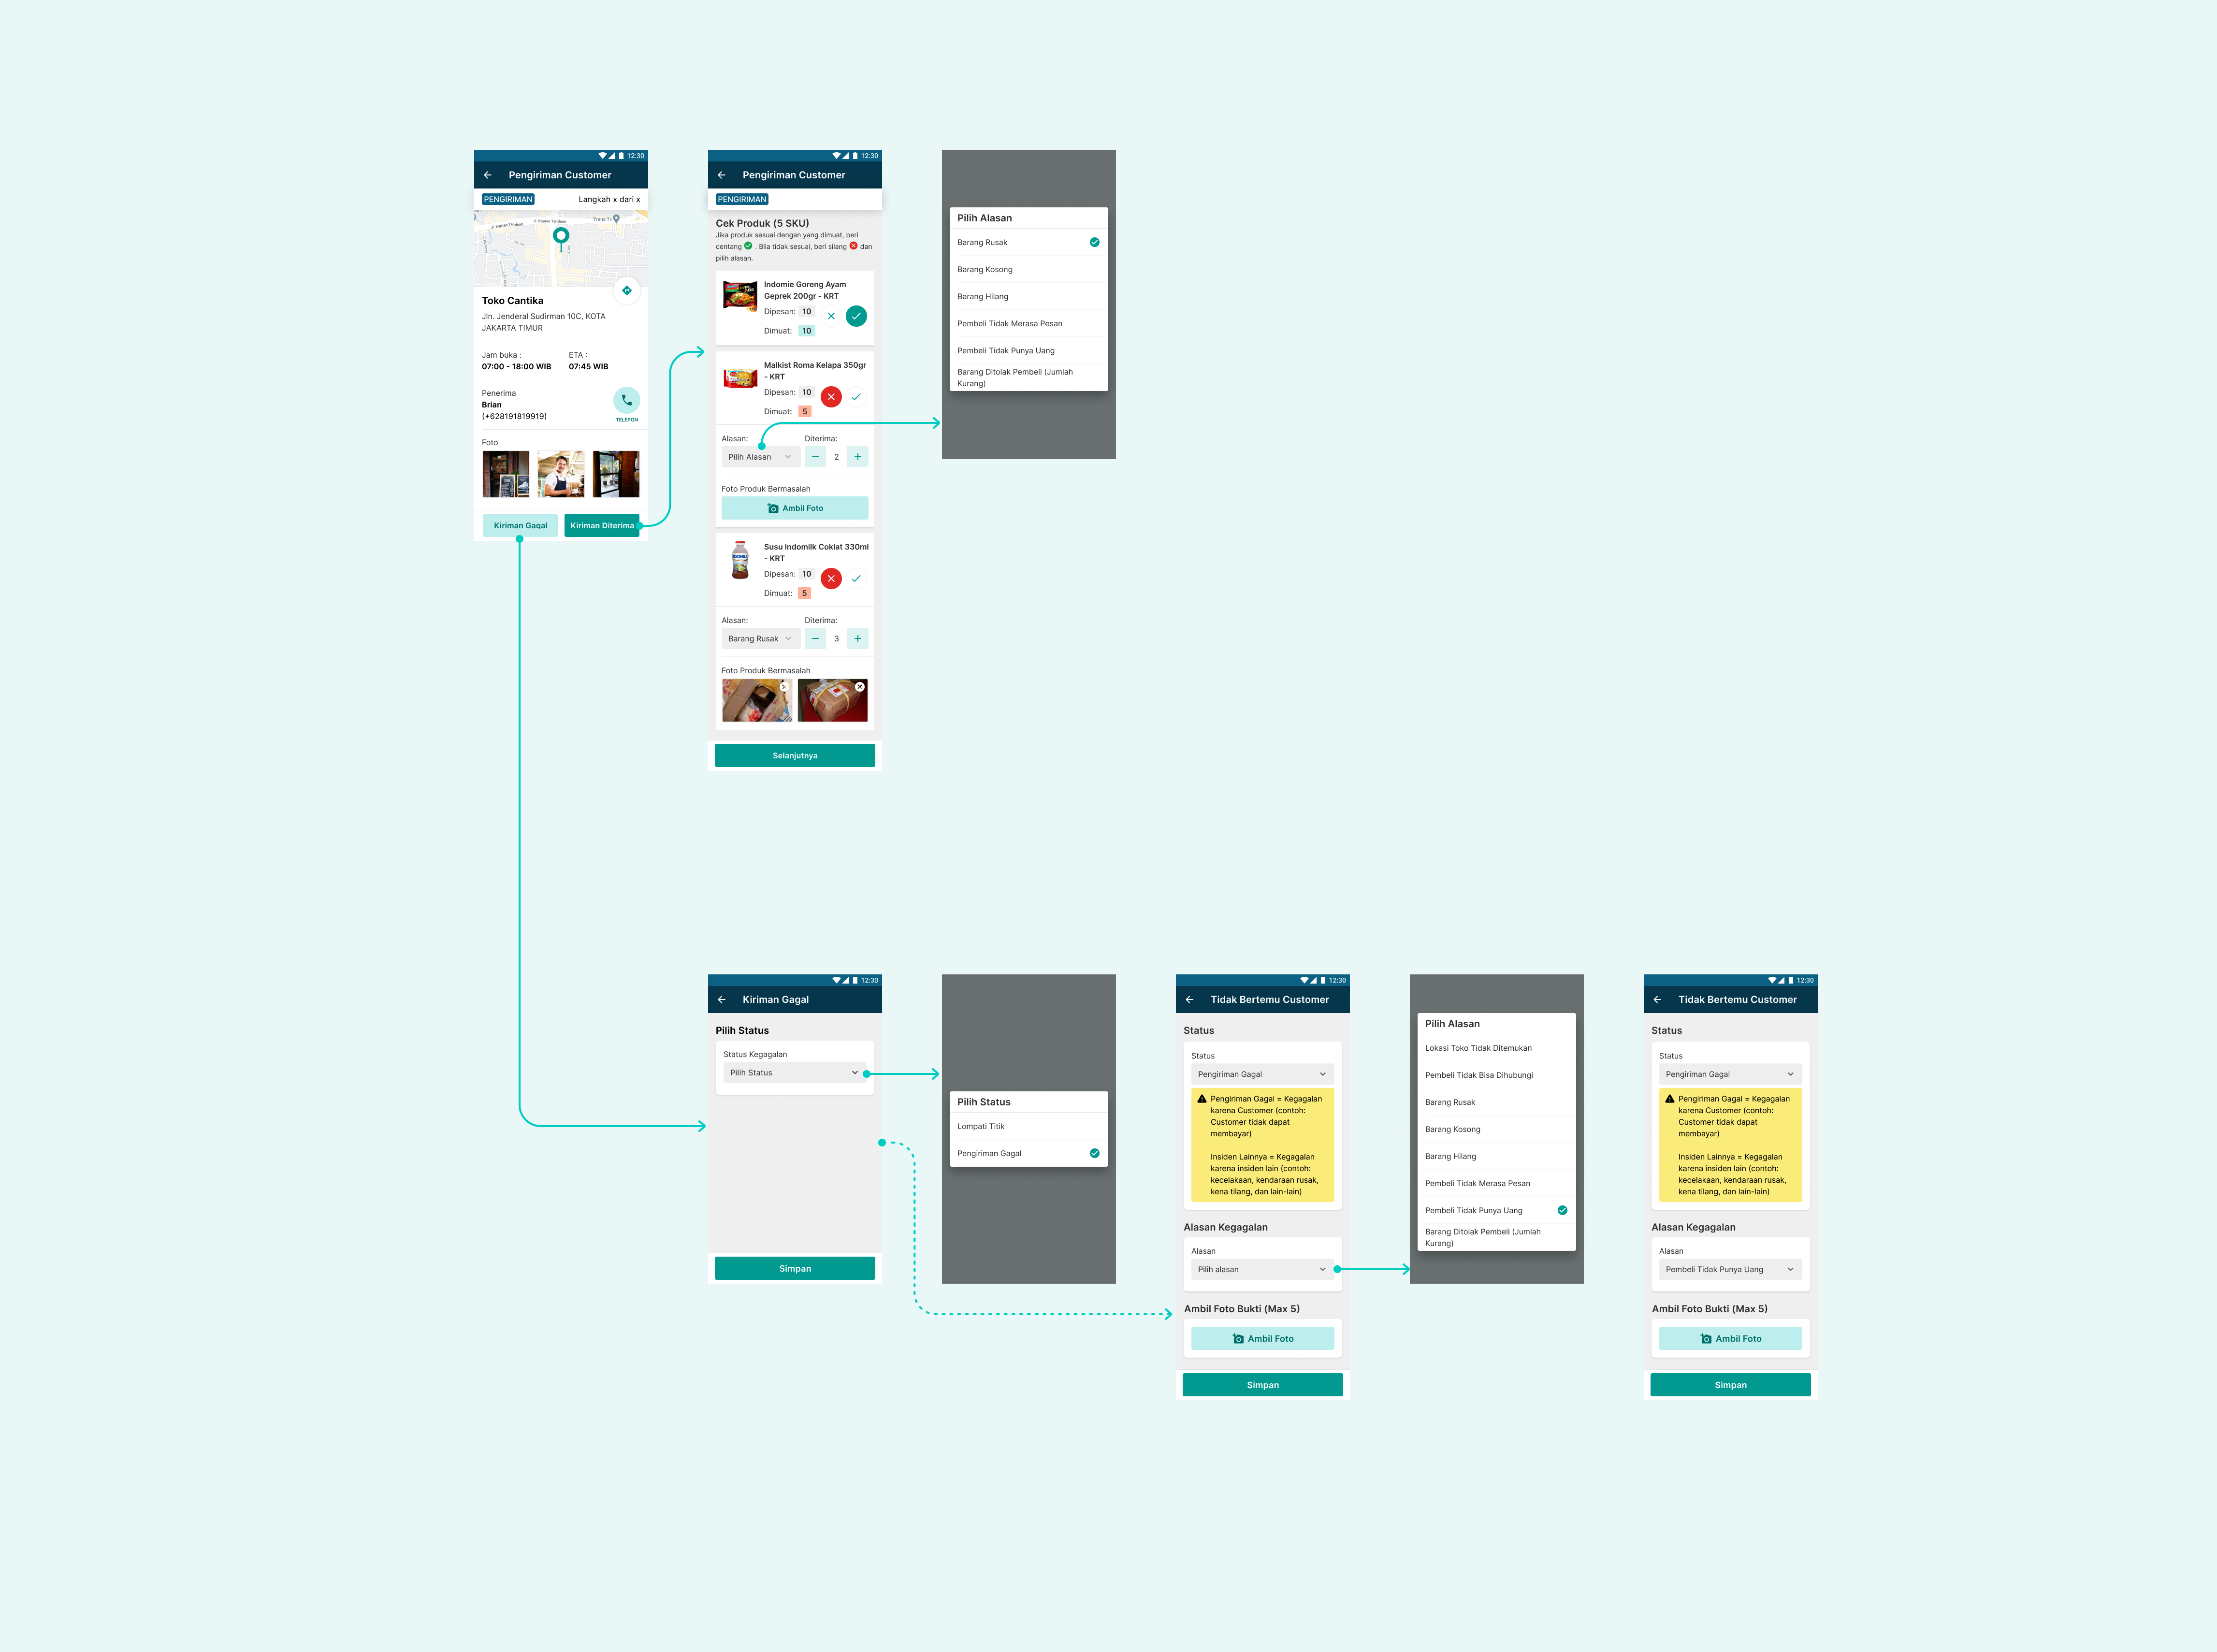 12:30
Pengiriman Customer
PENGIRIMAN
Langkah x dari x
Jl. Kapten Tendean
Jl. Kapten Tendean
Trans Tv
Toko Cantika
Jln. Jenderal Sudirman 10C, KOTA
JAKARTA TIMUR
Jam buka :
ETA :
07:00 - 18:00 WIB
07:45 WIB
Penerima
Brian
(+628191819919)
TELEPON
Foto
Kiriman Gagal
Kiriman Diterima
12:30
Pengiriman Customer
PENGIRIMAN
Cek Produk (5 SKU)
Jika produk sesuai dengan yang dimuat, beri
centang . Bila tidak sesuai, beri silang dan
pilih alasan.
Indomie Goreng Ayam
Geprek 200gr - KRT
Dipesan: 10
Dimuat: 10
Malkist Roma Kelapa 350gr
- KRT
Dipesan: 10
Dimuat: 5
Alasan:
Diterima:
Pilih Alasan
2
Foto Produk Bermasalah
Ambil Foto
Susu Indomilk Coklat 330ml
- KRT
Dipesan: 10
Dimuat: 5
Alasan:
Diterima:
Barang Rusak
3
Foto Produk Bermasalah
Selanjutnya
Pilih Alasan
Barang Rusak
Barang Kosong
Barang Hilang
Pembeli Tidak Merasa Pesan
Pembeli Tidak Punya Uang
Barang Ditolak Pembeli (Jumlah
Kurang)
12:30
Kiriman Gagal
Pilih Status
Status Kegagalan
Pilih Status
Simpan
Pilih Status
Lompati Titik
Pengiriman Gagal
12:30
Tidak Bertemu Customer
Status
Status
Pengiriman Gagal
Pengiriman Gagal = Kegagalan
karena Customer (contoh:
Customer tidak dapat
membayar)
Insiden Lainnya = Kegagalan
karena insiden lain (contoh:
kecelakaan, kendaraan rusak,
kena tilang, dan lain-lain)
Alasan Kegagalan
Alasan
Pilih alasan
Ambil Foto Bukti (Max 5)
Ambil Foto
Simpan
Pilih Alasan
Lokasi Toko Tidak Ditemukan
Pembeli Tidak Bisa Dihubungi
Barang Rusak
Barang Kosong
Barang Hilang
Pembeli Tidak Merasa Pesan
Pembeli Tidak Punya Uang
Barang Ditolak Pembeli (Jumlah
Kurang)
12:30
Tidak Bertemu Customer
Status
Status
Pengiriman Gagal
Pengiriman Gagal = Kegagalan
karena Customer (contoh:
Customer tidak dapat
membayar)
Insiden Lainnya = Kegagalan
karena insiden lain (contoh:
kecelakaan, kendaraan rusak,
kena tilang, dan lain-lain)
Alasan Kegagalan
Alasan
Pembeli Tidak Punya Uang
Ambil Foto Bukti (Max 5)
Ambil Foto
Simpan